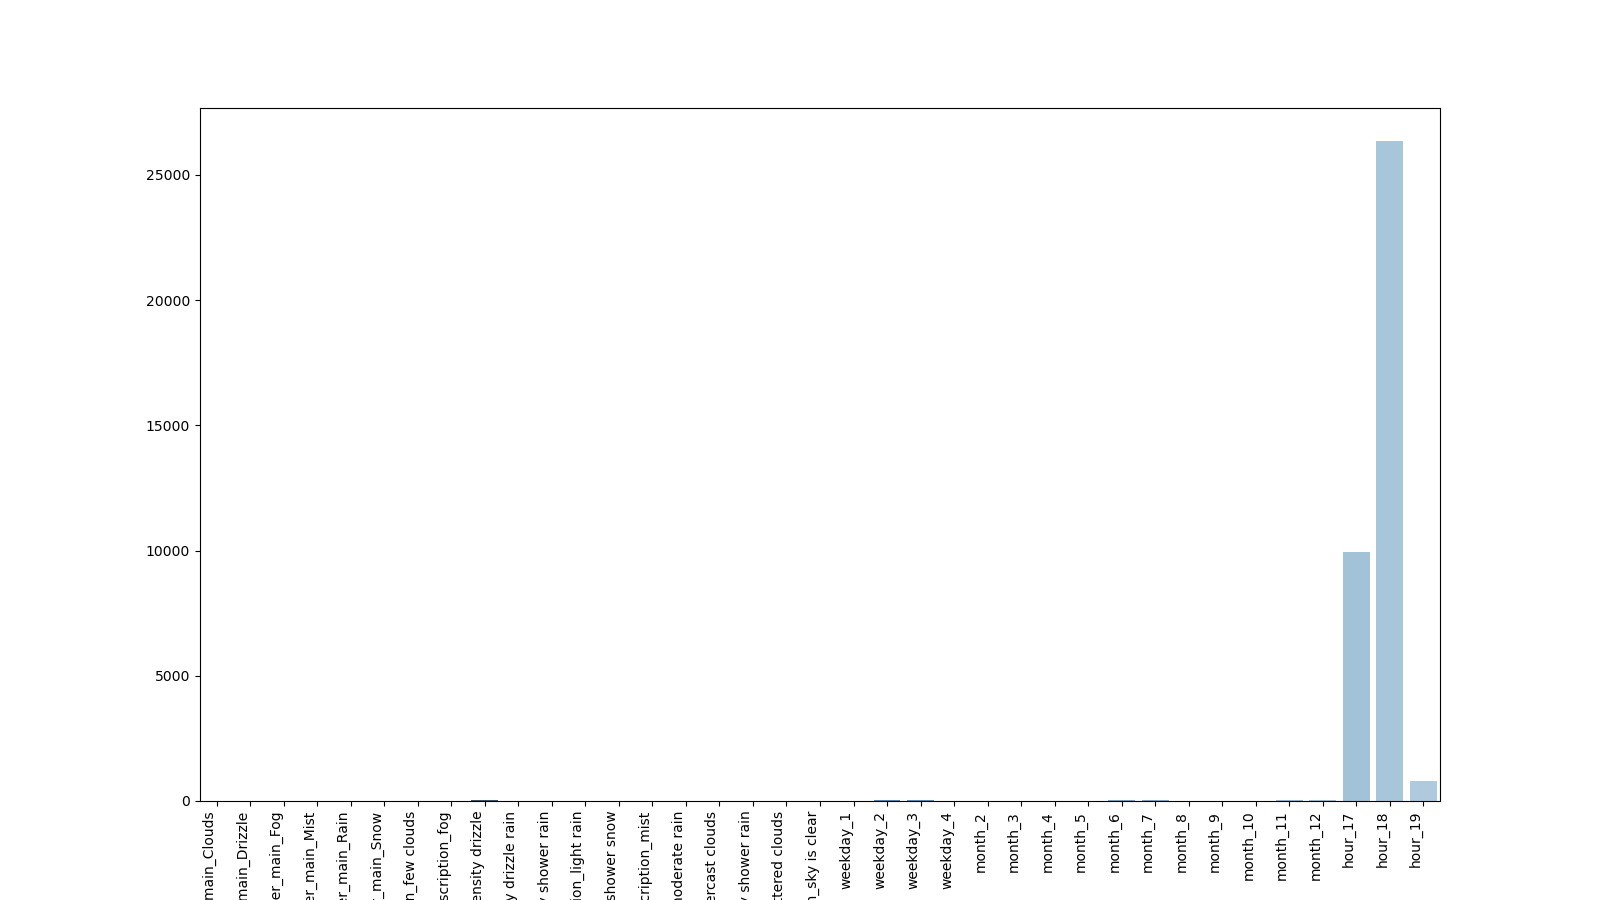 25000
20000
15000
10000
5000
0
main_Clouds
main_Drizzle
er_main_Fog
er_main_Mist
er_main_Rain
r_main_Snow
n_few clouds
scription_fog
ensity drizzle
y drizzle rain
y shower rain
ion_light rain
shower snow
cription_mist
moderate rain
ercast clouds
y shower rain
ttered clouds
n_sky is clear
weekday_1
weekday_2
weekday_3
weekday_4
month_2
month_3
month_4
month_5
month_6
month_7
month_8
month_9
month_10
month_11
month_12
hour_17
hour_18
hour_19